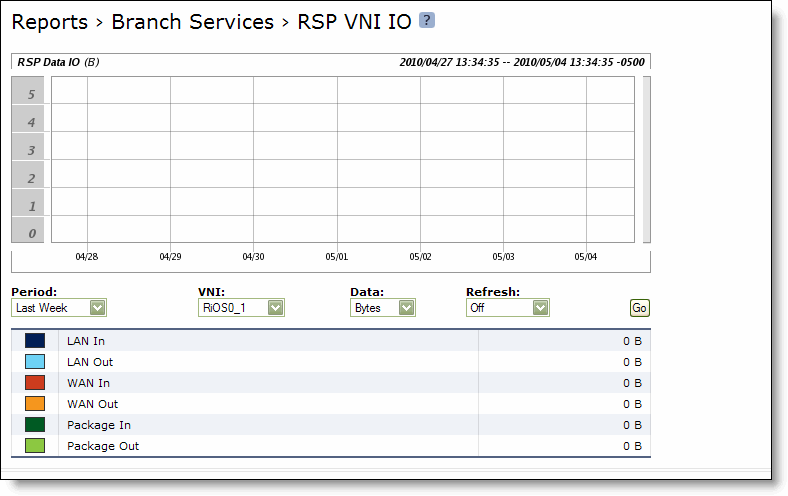 Reports › Branch Services › RSP VNI IO ?
RSP Data IO (B) 2010/04/27 13:34:35 -- 2010/05/04 13:34:35 -0500
5
4
3
2
1
0
04/28 04/29 04/30 05/01 05/02 05/03 05/04
Period: VNI: Data: Refresh:
Last Week RiOS0_1 Bytes Off Go
LAN In 0 B
LAN Out 0 B
WAN In 0 B
WAN Out 0 B
Package In 0 B
Package Out 0 B